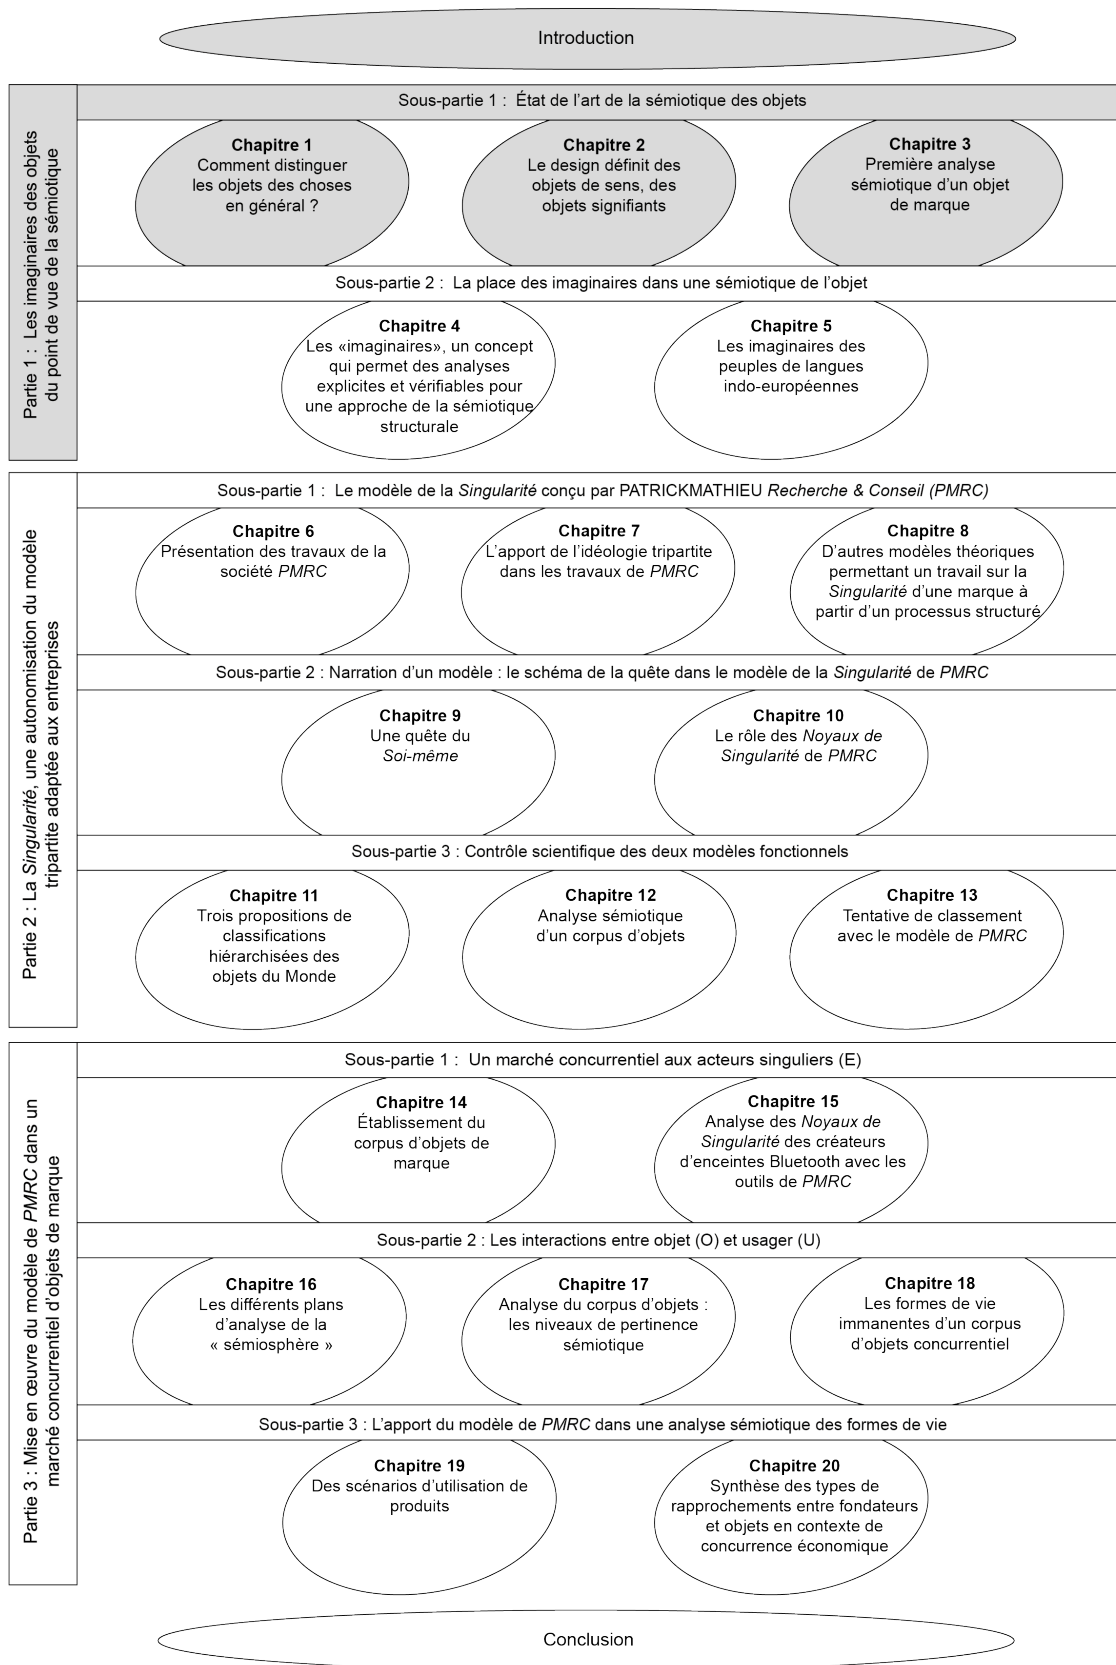 Introduction
Partie 1 : Les imaginaires des objets
du point de vue de la sémiotique
Sous-partie 1 : État de l'art de la sémiotique des objets
Chapitre 1
Comment distinguer
les objets des choses
en général ?
Chapitre 2
Le design définit des
objets de sens, des
objets signifiants
Chapitre 3
Première analyse
sémiotique d'un objet
de marque
Sous-partie 2 : La place des imaginaires dans une sémiotique de l'objet
Chapitre 4
Les «imaginaires», un concept
qui permet des analyses
explicites et vérifiables pour
une approche de la sémiotique
structurale
Chapitre 5
Les imaginaires des
peuples de langues
indo-européennes
Partie 2 : La Singularité, une autonomisation du modèle
tripartite adaptée aux entreprises
Sous-partie 1 : Le modèle de la Singularité conçu par PATRICKMATHIEU Recherche & Conseil (PMRC)
Chapitre 6
Présentation des travaux de la
société PMRC
Chapitre 7
L'apport de l'idéologie tripartite
dans les travaux de PMRC
Chapitre 8
D'autres modèles théoriques
permettant un travail sur la
Singularité d'une marque à
partir d'un processus structuré
Sous-partie 2 : Narration d'un modèle : le schéma de la quête dans le modèle de la Singularité de PMRC
Chapitre 9
Une quête du
Soi-même
Chapitre 10
Le rôle des Noyaux de
Singularité de PMRC
Sous-partie 3 : Contrôle scientifique des deux modèles fonctionnels
Chapitre 11
Trois propositions de
classifications
hiérarchisées des
objets du Monde
Chapitre 12
Analyse sémiotique
d'un corpus d'objets
Chapitre 13
Tentative de classement
avec le modèle de PMRC
Partie 3 : Mise en œuvre du modèle de PMRC dans un
marché concurrentiel d'objets de marque
Sous-partie 1 : Un marché concurrentiel aux acteurs singuliers (E)
Chapitre 14
Établissement du
corpus d'objets de
marque
Chapitre 15
Analyse des Noyaux de
Singularité des créateurs
d'enceintes Bluetooth avec les
outils de PMRC
Sous-partie 2 : Les interactions entre objet (O) et usager (U)
Chapitre 16
Les différents plans
d'analyse de la
« sémiosphère »
Chapitre 17
Analyse du corpus d'objets :
les niveaux de pertinence
sémiotique
Chapitre 18
Les formes de vie
immanentes d'un corpus
d'objets concurrentiel
Sous-partie 3 : L'apport du modèle de PMRC dans une analyse sémiotique des formes de vie
Chapitre 19
Des scénarios d'utilisation de
produits
Chapitre 20
Synthèse des types de
rapprochements entre fondateurs
et objets en contexte de
concurrence économique
Conclusion